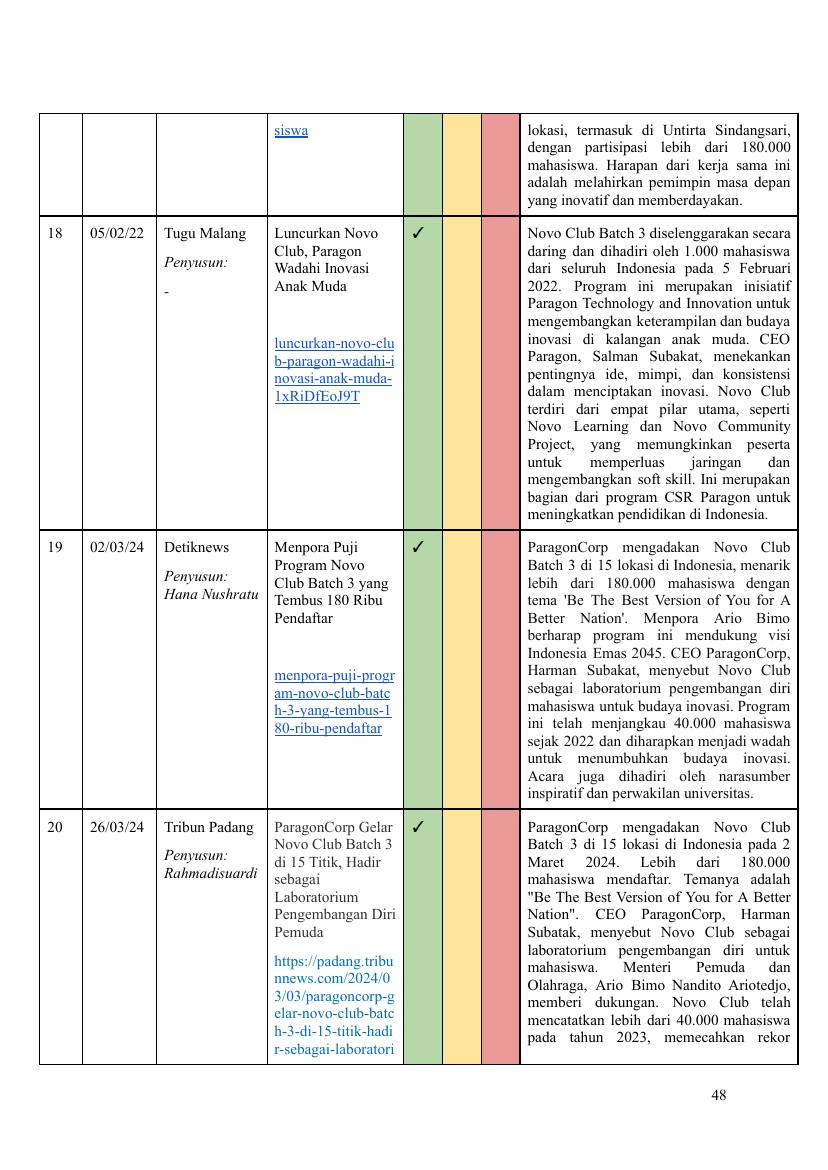 siswa
lokasi, termasuk di Untirta Sindangsari,
dengan partisipasi lebih dari 180.000
mahasiswa. Harapan dari kerja sama ini
adalah melahirkan pemimpin masa depan
yang inovatif dan memberdayakan.
18
05/02/22
Tugu Malang
Penyusun:
-
Luncurkan Novo
Club, Paragon
Wadahi Inovasi
Anak Muda
luncurkan-novo-clu
b-paragon-wadahi-i
novasi-anak-muda-
1xRiDfEoJ9T
✓
Novo Club Batch 3 diselenggarakan secara
daring dan dihadiri oleh 1.000 mahasiswa
dari seluruh Indonesia pada 5 Februari
2022. Program ini merupakan inisiatif
Paragon Technology and Innovation untuk
mengembangkan keterampilan dan budaya
inovasi di kalangan anak muda. CEO
Paragon, Salman Subakat, menekankan
pentingnya ide, mimpi, dan konsistensi
dalam menciptakan inovasi. Novo Club
terdiri dari empat pilar utama, seperti
Novo Learning dan Novo Community
Project, yang memungkinkan peserta
untuk memperluas jaringan dan
mengembangkan soft skill. Ini merupakan
bagian dari program CSR Paragon untuk
meningkatkan pendidikan di Indonesia.
19
02/03/24
Detiknews
Penyusun:
Hana Nushratu
Menpora Puji
Program Novo
Club Batch 3 yang
Tembus 180 Ribu
Pendaftar
menpora-puji-progr
am-novo-club-batc
h-3-yang-tembus-1
80-ribu-pendaftar
✓
ParagonCorp mengadakan Novo Club
Batch 3 di 15 lokasi di Indonesia, menarik
lebih dari 180.000 mahasiswa dengan
tema 'Be The Best Version of You for A
Better Nation'. Menpora Ario Bimo
berharap program ini mendukung visi
Indonesia Emas 2045. CEO ParagonCorp,
Harman Subakat, menyebut Novo Club
sebagai laboratorium pengembangan diri
mahasiswa untuk budaya inovasi. Program
ini telah menjangkau 40.000 mahasiswa
sejak 2022 dan diharapkan menjadi wadah
untuk menumbuhkan budaya inovasi.
Acara juga dihadiri oleh narasumber
inspiratif dan perwakilan universitas.
20
26/03/24
Tribun Padang
Penyusun:
Rahmadisuardi
ParagonCorp Gelar
Novo Club Batch 3
di 15 Titik, Hadir
sebagai
Laboratorium
Pengembangan Diri
Pemuda
https://padang.tribu
nnews.com/2024/0
3/03/paragoncorp-g
elar-novo-club-batc
h-3-di-15-titik-hadi
r-sebagai-laboratori
✓
ParagonCorp mengadakan Novo Club
Batch 3 di 15 lokasi di Indonesia pada 2
Maret 2024. Lebih dari 180.000
mahasiswa mendaftar. Temanya adalah
"Be The Best Version of You for A Better
Nation". CEO ParagonCorp, Harman
Subatak, menyebut Novo Club sebagai
laboratorium pengembangan diri untuk
mahasiswa. Menteri Pemuda dan
Olahraga, Ario Bimo Nandito Ariotedjo,
memberi dukungan. Novo Club telah
mencatatkan lebih dari 40.000 mahasiswa
pada tahun 2023, memecahkan rekor
48